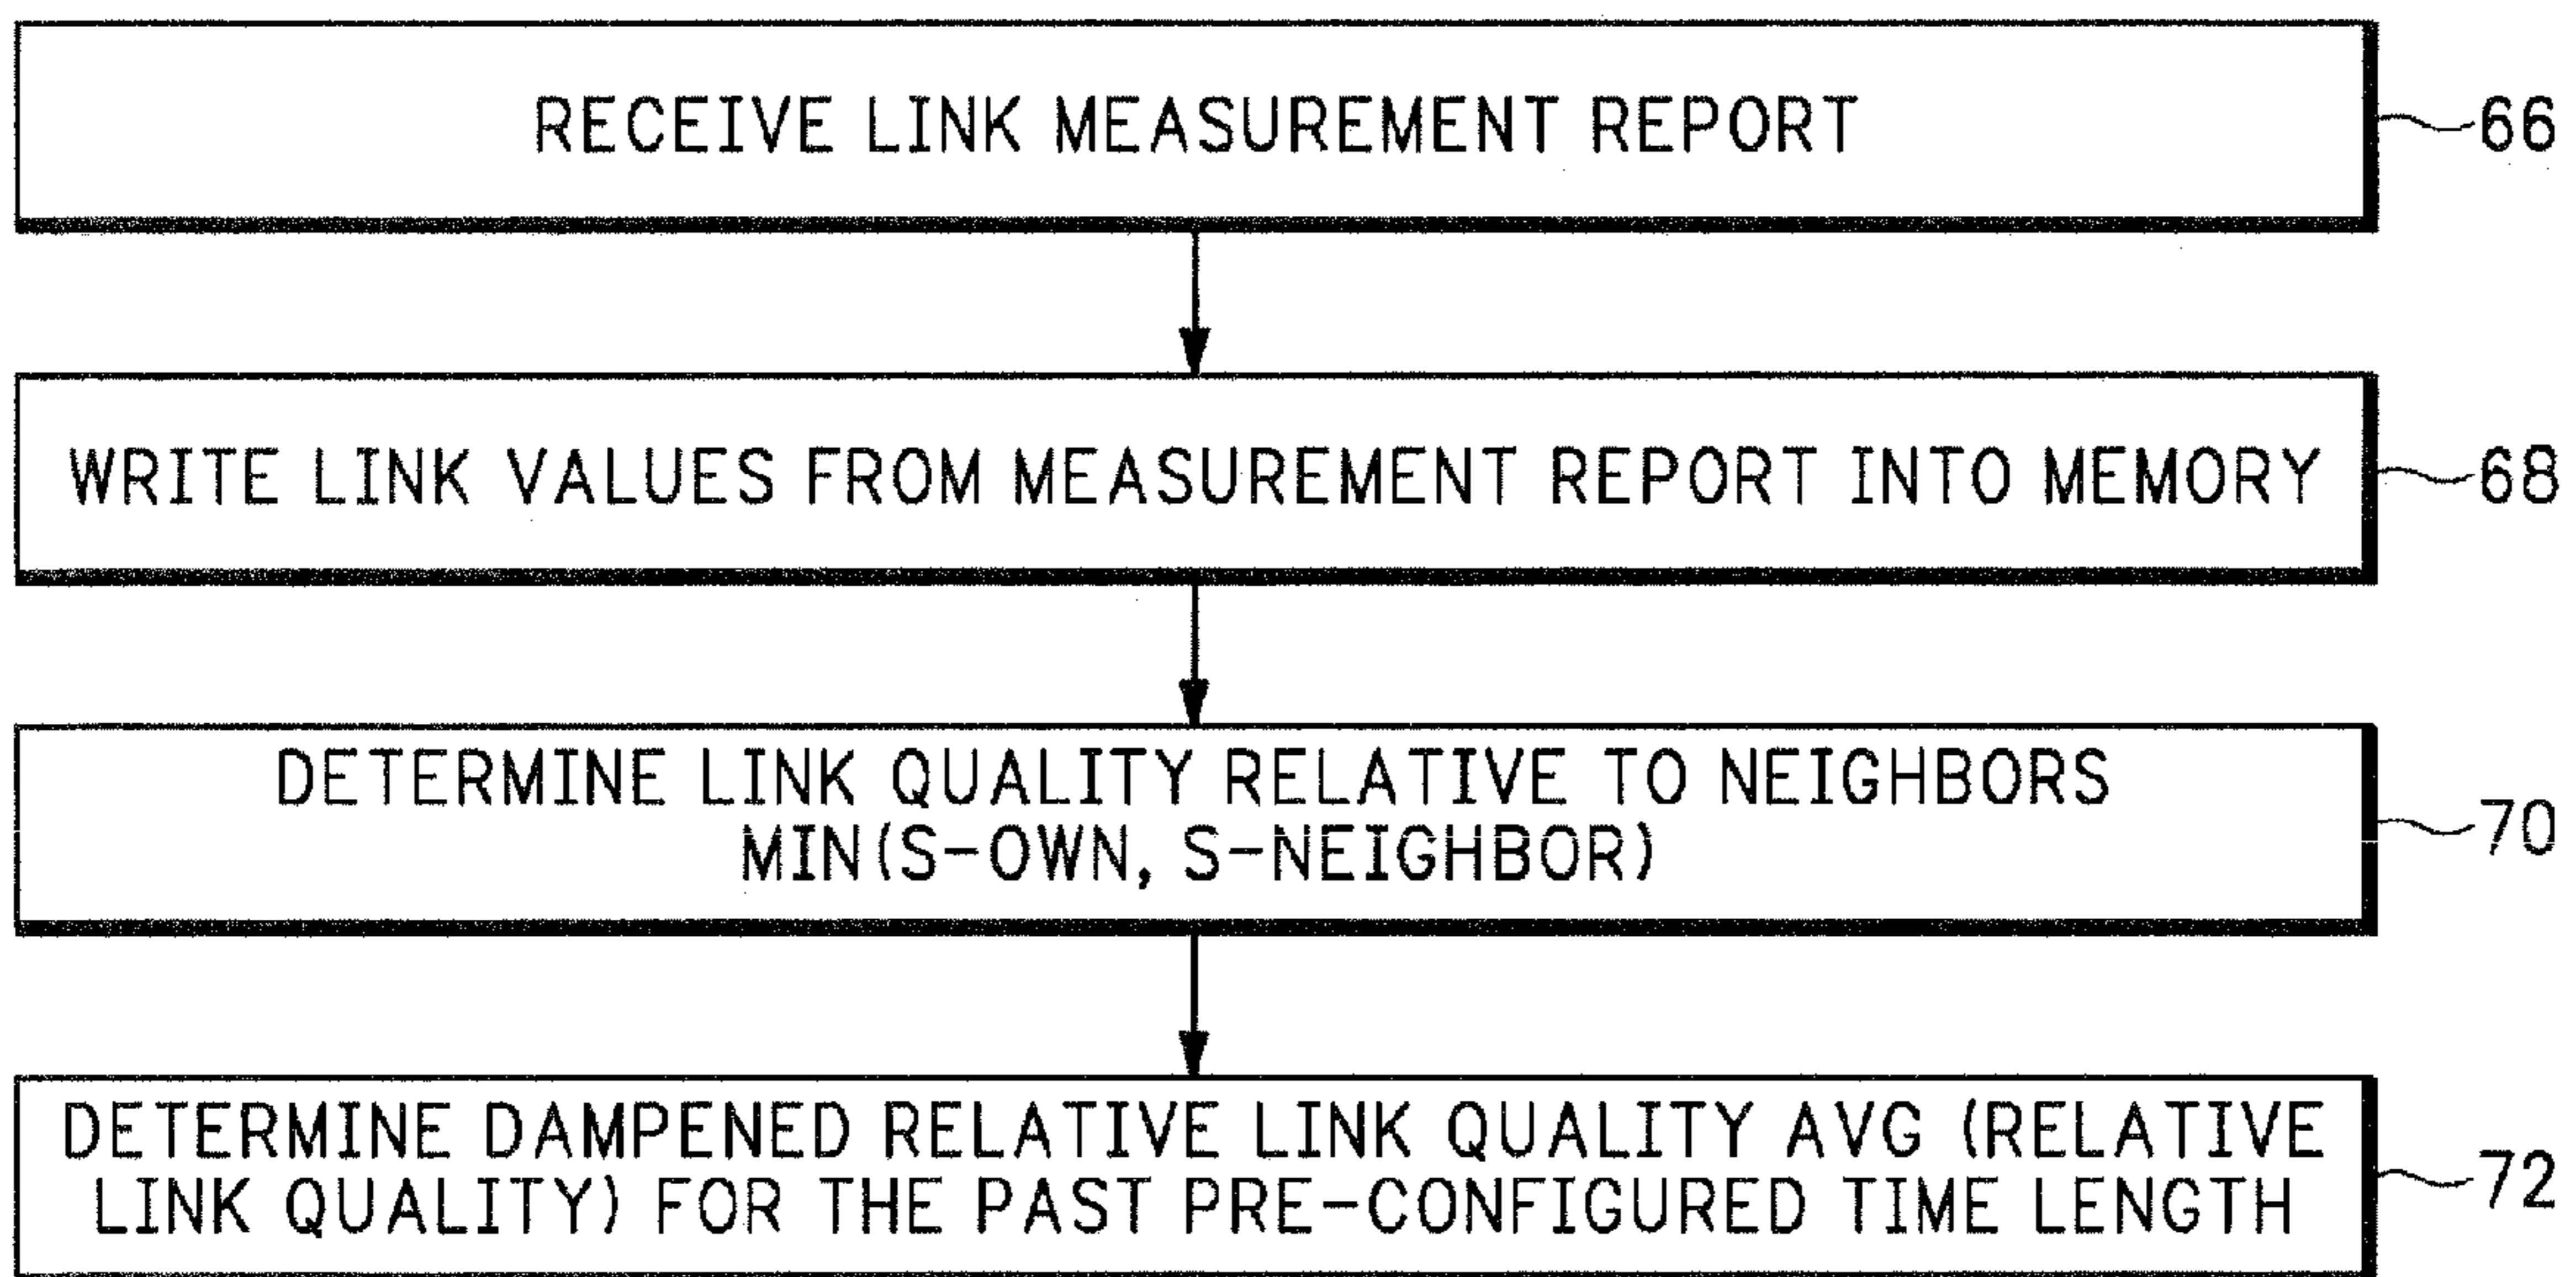 RECEIVE LINK MEASUREMENT REPORT
66
WRITE LINK VALUES FROM MEASUREMENT REPORT INTO MEMORY
68
DETERMINE LINK QUALITY RELATIVE TO NEIGHBORS
MIN(S-OWN, S-NEIGHBOR)
70
DETERMINE DAMPENED RELATIVE LINK QUALITY AVG (RELATIVE
LINK QUALITY) FOR THE PAST PRE-CONFIGURED TIME LENGTH
72